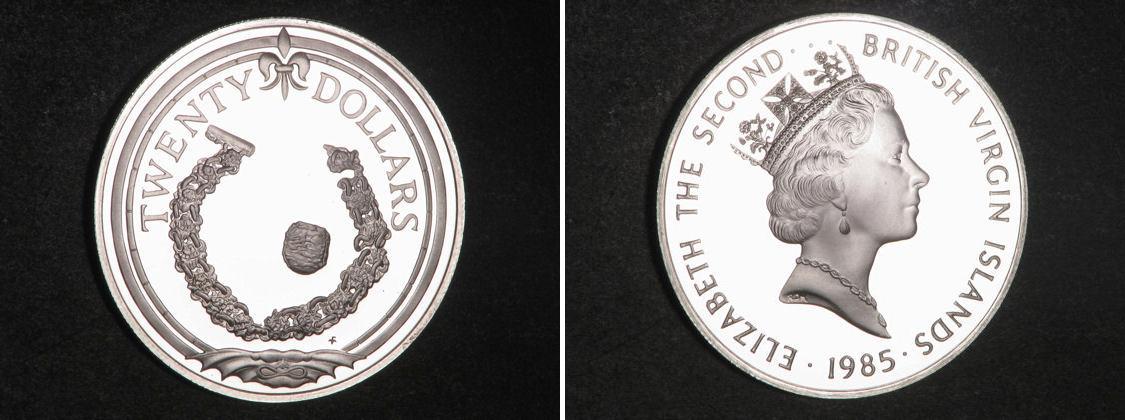 TWENTY DOLLARS
ELIZABETH THE SECOND · · · BRITISH VIRGIN ISLANDS · 1985 ·